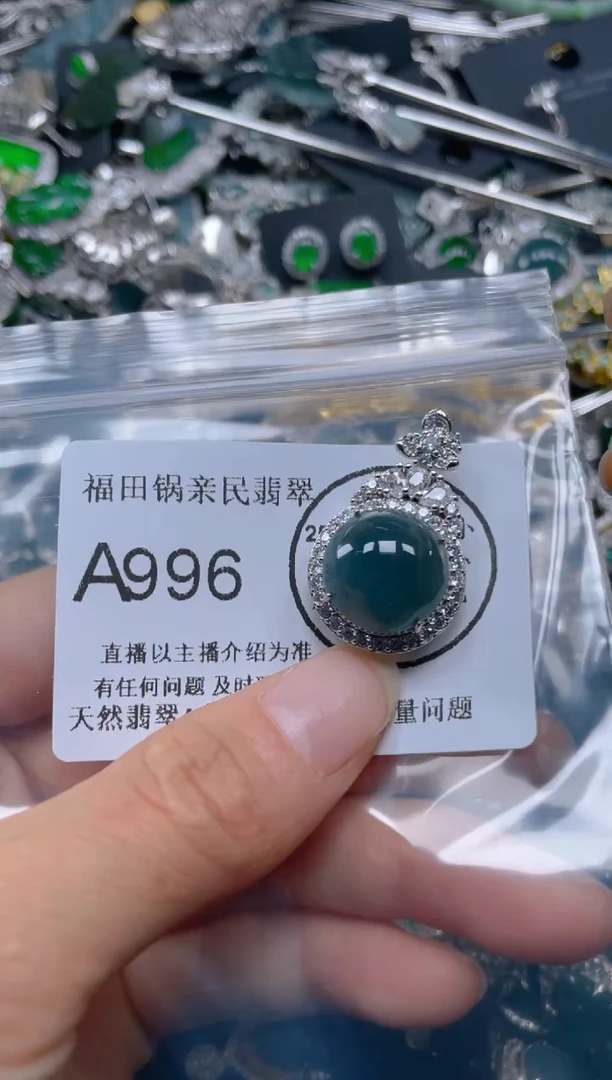 福田锅亲民翡翠
A996
直播以主播介绍为准
有任何问题 及时
天然翡翠 量问题